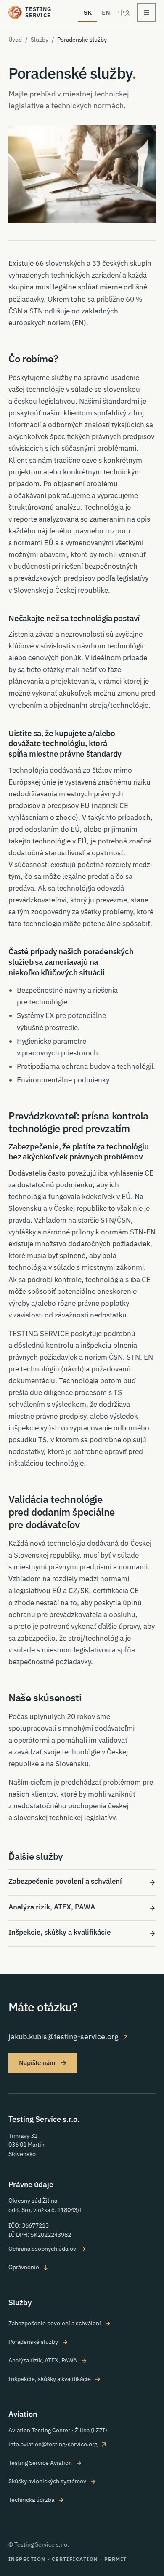 TESTING
SERVICE
SK EN 中文
Úvod / Služby / Poradenské služby
Poradenské služby.
Majte prehľad v miestnej technickej
legislatíve a technických normách.
Existuje 66 slovenských a 33 českých skupín
vyhradených technických zariadení a každá
skupina musí legálne spĺňať mierne odlišné
požiadavky. Okrem toho sa približne 60 %
ČSN a STN odlišuje od základných
európskych noriem (EN).
Čo robíme?
Poskytujeme služby na správne usadenie
vašej technológie v súlade so slovenskou
a českou legislatívou. Našimi štandardmi je
poskytnúť našim klientom spoľahlivý zdroj
informácií a odborných znalostí týkajúcich sa
akýchkoľvek špecifických právnych predpisov
súvisiacich s ich súčasnými problémami.
Klienti sa k nám tradične ozve s otvoreným
projektom alebo konkrétnym technickým
prípadom. Po objasnení problému
a očakávaní pokračujeme a vypracujeme
štruktúrovanú analýzu. Technológia je
v reporte analyzovaná so zameraním na opis
každého nájdeného právneho rozporu
s normami EÚ a vymenovanými všetkými
možnými obavami, ktoré by mohli vzniknúť
v budúcnosti pri riešení bezpečnostných
a prevádzkových predpisov podľa legislatívy
v Slovenskej a Českej republike.
Nečakajte než sa technológia postaví
Zistenia závad a nezrovnalostí sú zvyčajne
kľúčové v súvislosti s návrhom technológií
alebo cenových ponúk. V ideálnom prípade
by sa tieto otázky mali riešiť vo fáze
plánovania a projektovania, v rámci ktorej je
možné vykonať akúkoľvek možnú zmenu pred
vyrobením a objednaním stroja/technológie.
Uistite sa, že kupujete a/alebo
dovážate technológiu, ktorá
spĺňa miestne právne štandardy
Technológia dodávaná zo štátov mimo
Európskej únie predstavuje značnému riziku
nedodržiavania miestnych právnych
predpisov a predpisov EÚ (napriek CE
vyhláseniam o zhode). V takýchto prípadoch,
pred odoslaním do EÚ, alebo prijímaním
takejto technológie v EÚ, je potrebná značná
dodatočná starostlivosť a opatrnosť.
V súčasnosti existujú početné rozdiely medzi
tým, čo sa môže legálne predať a čo sa
predáva. Ak sa technológia odovzdá
prevádzkovateľovi, ktorý ju prevezme, stane
sa tým zodpovedný za všetky problémy, ktoré
táto technológia môže potenciálne spôsobiť.
Časté prípady našich poradenských
služieb sa zameriavajú na
niekoľko kľúčových situácií
Bezpečnostné návrhy a riešenia
pre technológie.
Systémy EX pre potenciálne
výbušné prostredie.
Hygienické parametre
v pracovných priestoroch.
Protipožiarna ochrana budov a technológií.
Environmentálne podmienky.
Prevádzkovateľ: prísna kontrola
technológie pred prevzatím
Zabezpečenie, že platíte za technológiu
bez akýchkoľvek právnych problémov
Dodávatelia často považujú iba vyhlásenie CE
za dostatočnú podmienku, aby ich
technológia fungovala kdekoľvek v EÚ. Na
Slovensku a v Českej republike to však nie je
pravda. Vzhľadom na staršie STN/ČSN,
vyhlášky a národné prílohy k normám STN-EN
existuje množstvo dodatočných požiadaviek,
ktoré musia byť splnené, aby bola
technológia v súlade s miestnymi zákonmi.
Ak sa podrobí kontrole, technológia s iba CE
môže spôsobiť potenciálne oneskorenie
výroby a/alebo rôzne právne poplatky
v závislosti od závažnosti nedostatku.
TESTING SERVICE poskytuje podrobnú
a dôslednú kontrolu a inšpekciu plnenia
právnych požiadaviek a noriem ČSN, STN, EN
pre technológiu (návrh) a požadovanú
dokumentáciu. Technológia potom buď
prešla due diligence procesom s TS
schválením s výsledkom, že dodržiava
miestne právne predpisy, alebo výsledok
inšpekcie vyústi vo vypracovanie odborného
posudku TS, v ktorom sa podrobne opisujú
nedostatky, ktoré je potrebné opraviť pred
inštaláciou technológie.
Validácia technológie
pred dodaním špeciálne
pre dodávateľov
Každá nová technológia dodávaná do Českej
a Slovenskej republiky, musí byť v súlade
s miestnymi právnymi predpismi a normami.
Vzhľadom na rozdiely medzi normami
a legislatívou EÚ a CZ/SK, certifikácia CE
o zhode nestačí na to, aby poskytla úplnú
ochranu pre prevádzkovateľa a obsluhu,
a preto je potrebné vykonať ďalšie úpravy, aby
sa zabezpečilo, že stroj/technológia je
v súlade s miestnou legislatívou a spĺňa
bezpečnostné požiadavky.
Naše skúsenosti
Počas uplynulých 20 rokov sme
spolupracovali s mnohými dodávateľmi
a operátormi a pomáhali im validovať
a zavádzať svoje technológie v Českej
republike a na Slovensku.
Naším cieľom je predchádzať problémom pre
našich klientov, ktoré by mohli vzniknúť
z nedostatočného pochopenia českej
a slovenskej technickej legislatívy.
Ďalšie služby
Zabezpečenie povolení a schválení →
Analýza rizík, ATEX, PAWA →
Inšpekcie, skúšky a kvalifikácie →
Máte otázku?
jakub.kubis@testing-service.org ↗
Napíšte nám →
Testing Service s.r.o.
Timravy 31
036 01 Martin
Slovensko
Právne údaje
Okresný súd Žilina
odd. Sro, vložka č. 118043/L
IČO: 36677213
IČ DPH: SK2022243982
Ochrana osobných údajov →
Oprávnenie ↓
Služby
Zabezpečenie povolení a schválení →
Poradenské služby →
Analýza rizík, ATEX, PAWA →
Inšpekcie, skúšky a kvalifikácie →
Aviation
Aviation Testing Center · Žilina (LZZI)
info.aviation@testing-service.org ↗
Testing Service Aviation →
Skúšky avionických systémov →
Technická údržba →
© Testing Service s.r.o.
INSPECTION · CERTIFICATION · PERMIT